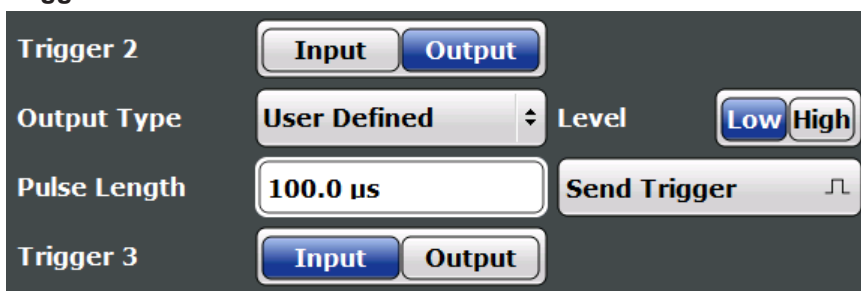 Trigger 2 Input Output
Output Type User Defined Level Low High
Pulse Length 100.0 µs Send Trigger
Trigger 3 Input Output